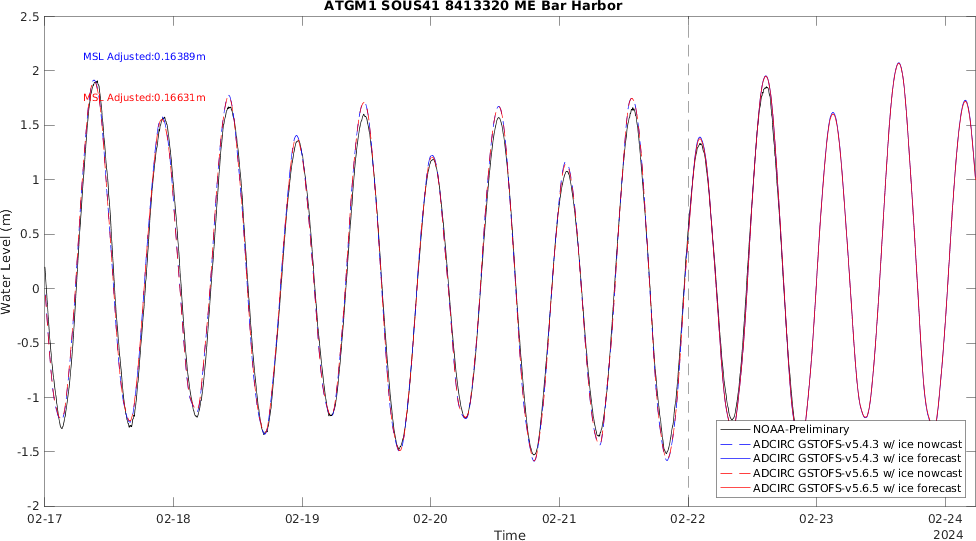 ATGM1 SOUS41 8413320 ME Bar Harbor
2.5
2
1.5
1
0.5
0
-0.5
-1
-1.5
-2
Water Level (m)
MSL Adjusted:0.16389m
MSL Adjusted:0.16631m
NOAA-Preliminary
ADCIRC GSTOFS-v5.4.3 w/ ice nowcast
ADCIRC GSTOFS-v5.4.3 w/ ice forecast
ADCIRC GSTOFS-v5.6.5 w/ ice nowcast
ADCIRC GSTOFS-v5.6.5 w/ ice forecast
02-17 02-18 02-19 02-20 02-21 02-22 02-23 02-24
Time
2024